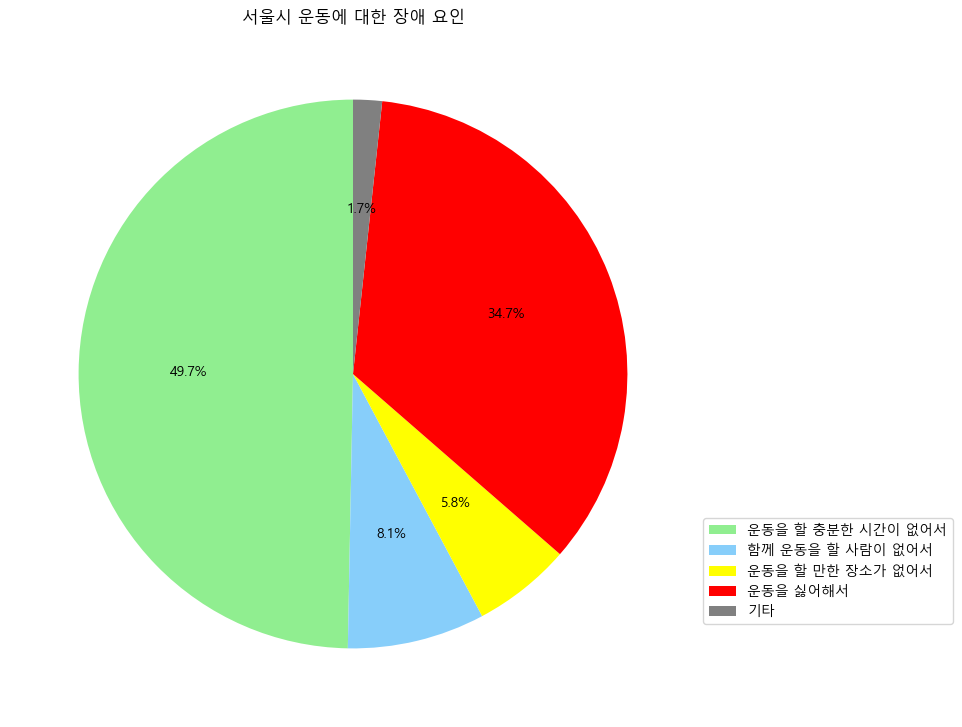 서울시 운동에 대한 장애 요인
1.7%
34.7%
49.7%
5.8%
8.1%
운동을 할 충분한 시간이 없어서
함께 운동을 할 사람이 없어서
운동을 할 만한 장소가 없어서
운동을 싫어해서
기타